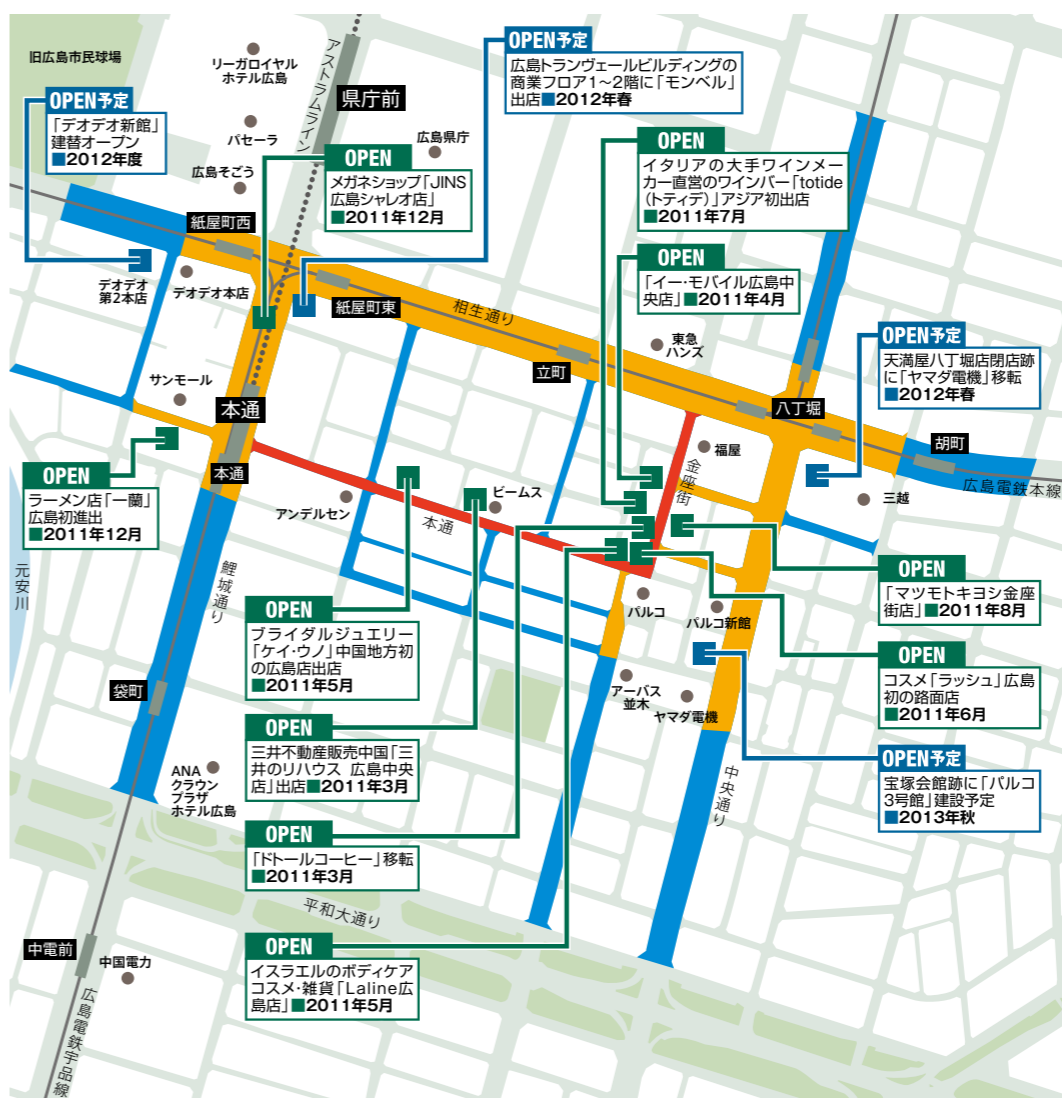 旧広島市民球場
リーガロイヤル
ホテル広島
アストラムライン
県庁前
OPEN予定
広島トランヴェールビルディングの
商業フロア1～2階に「モンベル」
出店■2012年春
OPEN予定
「デオデオ新館」
建替オープン
■2012年度
パセーラ
広島そごう
広島県庁
OPEN
メガネショップ「JINS
広島シャレオ店」
■2011年12月
OPEN
イタリアの大手ワインメー
カー直営のワインバー「totide
（トティデ）」アジア初出店
■2011年7月
紙屋町西
デオデオ
第2本店
デオデオ本店
紙屋町東
相生通り
OPEN
「イー・モバイル広島中
央店」■2011年4月
立町
東急
ハンズ
OPEN予定
天満屋八丁堀店閉店跡
に「ヤマダ電機」移転
■2012年春
サンモール
本通
八丁堀
胡町
広島電鉄本線
福屋
金座街
三越
本通
OPEN
ラーメン店「一蘭」
広島初進出
■2011年12月
アンデルセン
本通
ビームス
元安川
鯉城通り
OPEN
「マツモトキヨシ金座
街店」■2011年8月
パルコ
パルコ新館
OPEN
ブライダルジュエリー
「ケイ・ウノ」中国地方初
の広島店出店
■2011年5月
OPEN
コスメ「ラッシュ」広島
初の路面店
■2011年6月
袋町
アーバス
並木
ヤマダ電機
OPEN
三井不動産販売中国「三
井のリハウス 広島中央
店」出店■2011年3月
ANA
クラウン
プラザ
ホテル広島
中央通り
OPEN予定
宝塚会館跡に「パルコ
3号館」建設予定
■2013年秋
OPEN
「ドトールコーヒー」移転
■2011年3月
平和大通り
中電前
中国電力
OPEN
イスラエルのボディケア
コスメ・雑貨「Laline広
島店」■2011年5月
広島電鉄宇品線